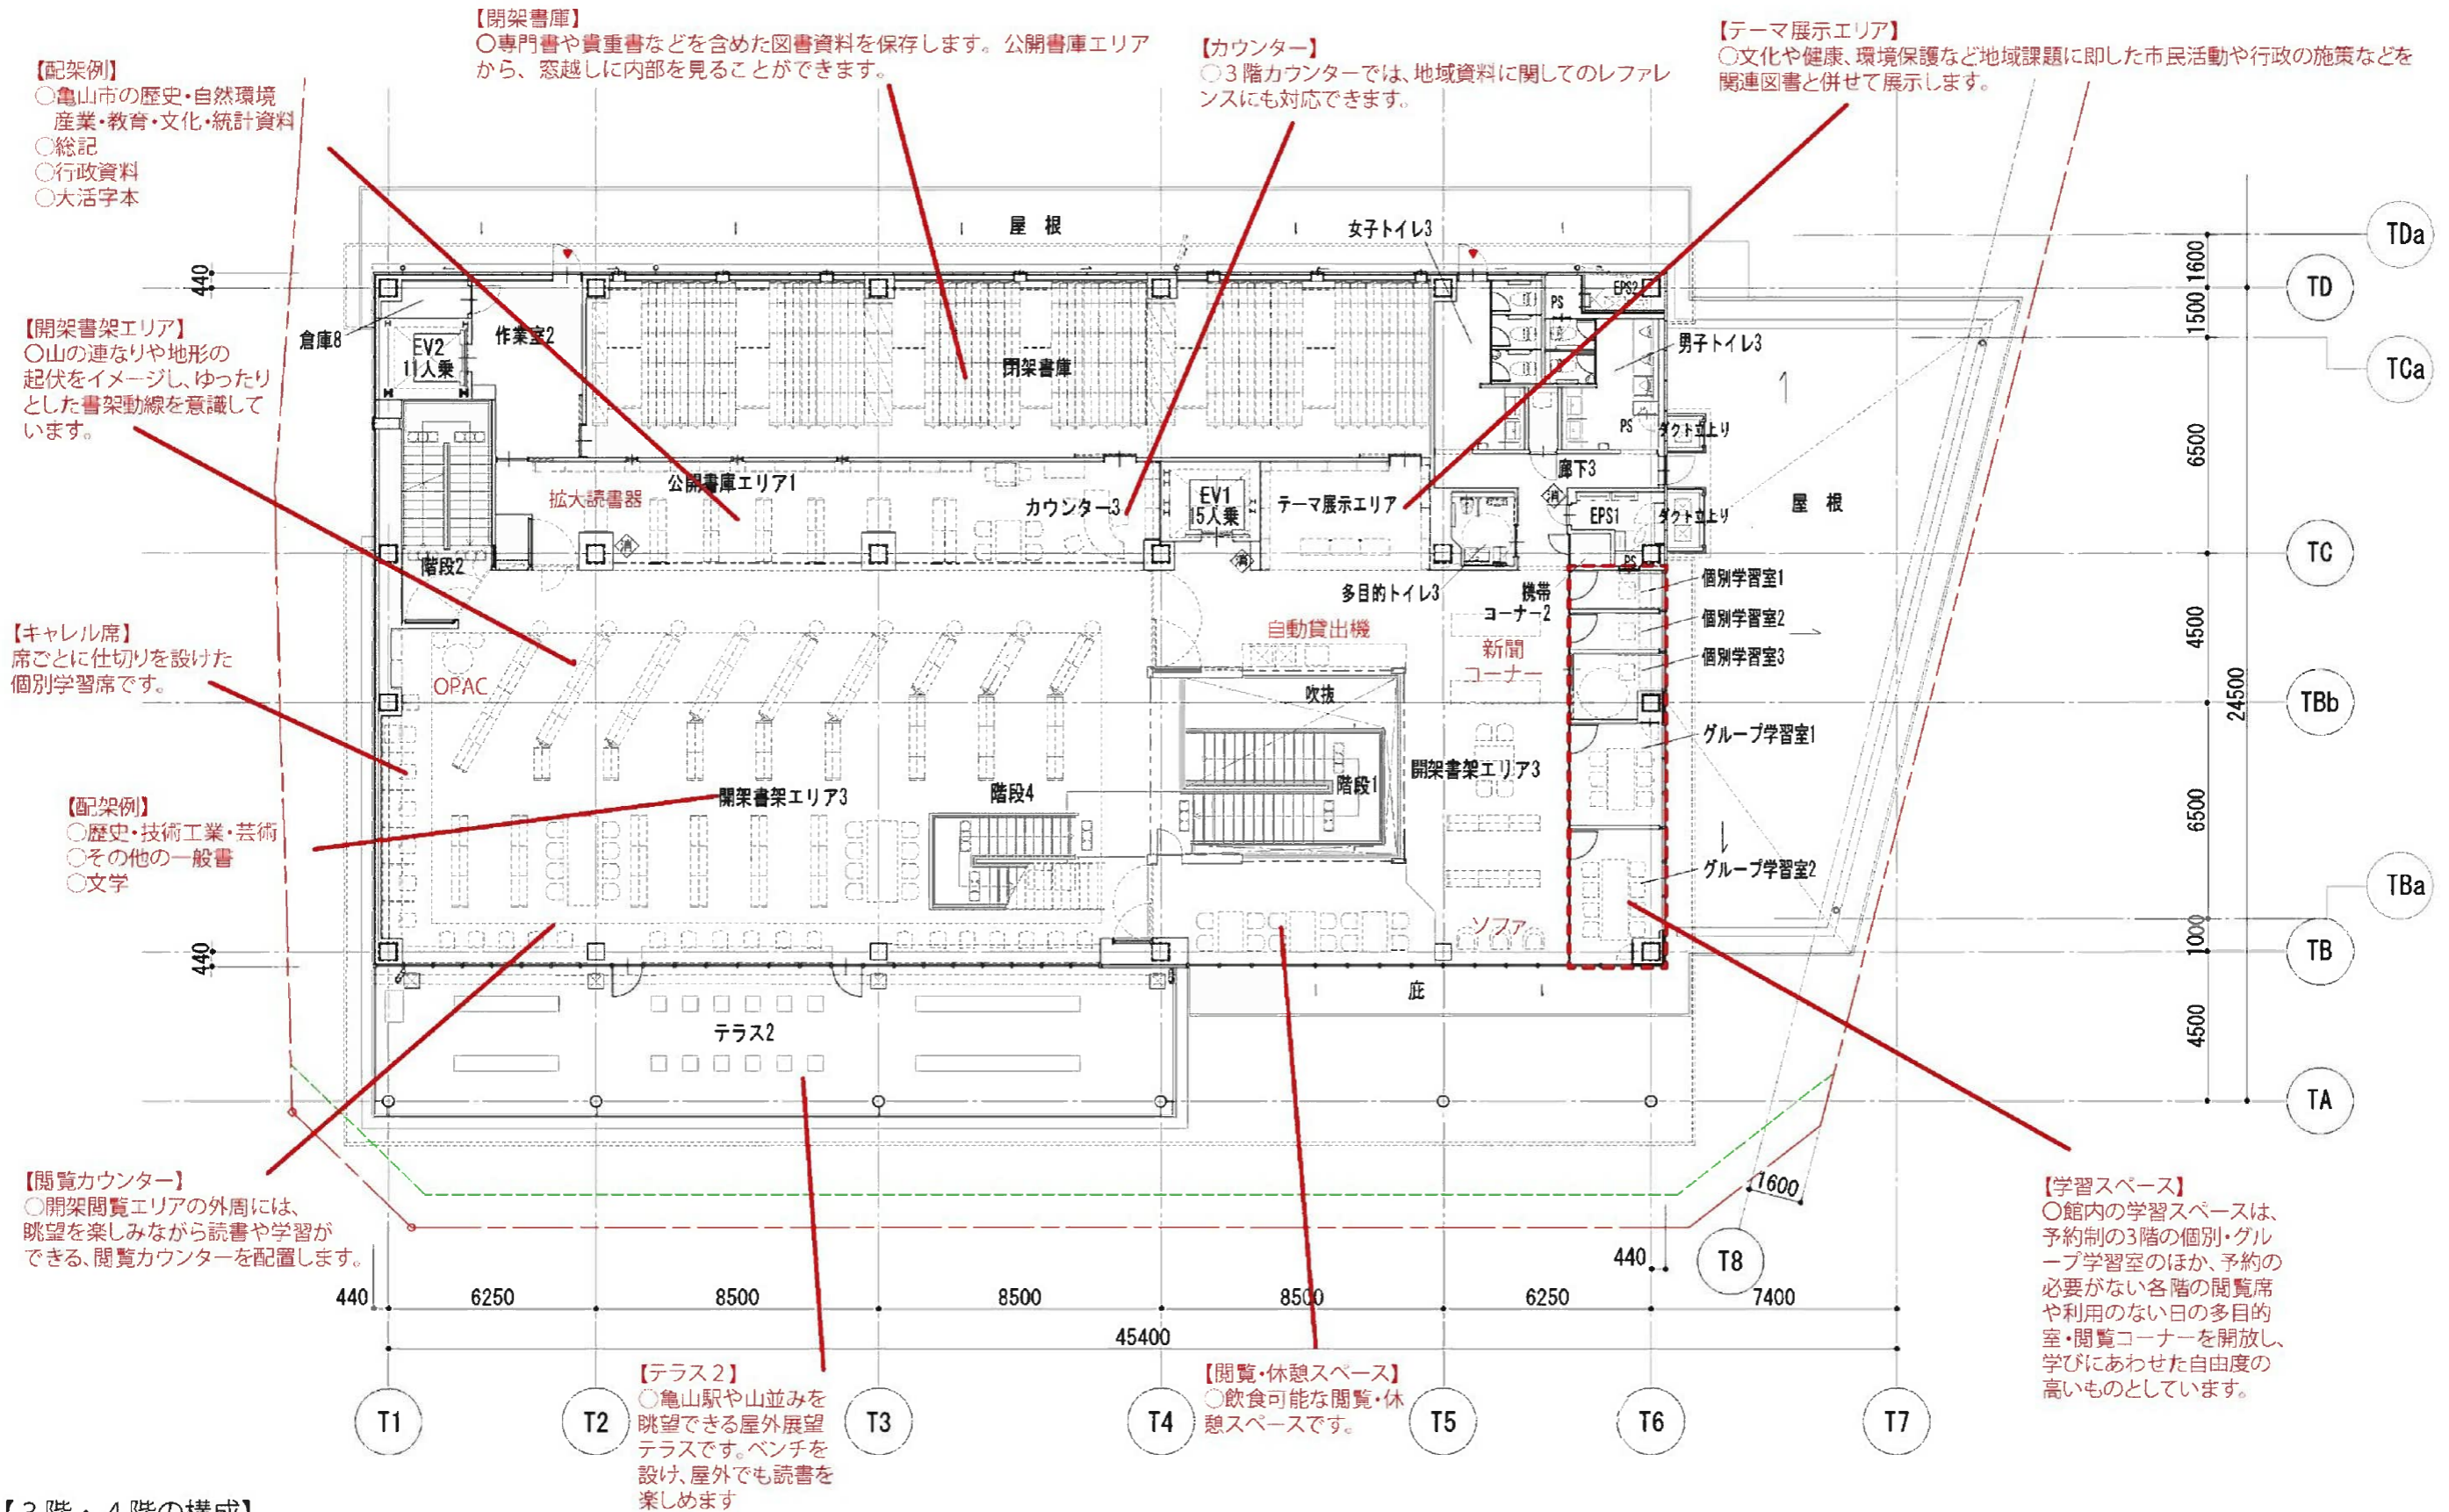 【閉架書庫】
〇専門書や貴重書などを含めた図書資料を保存します。公開書庫エリア
から、窓越しに内部を見ることができます。
【カウンター】
○３階カウンターでは、地域資料に関してのレファレ
ンスにも対応できます。
【テーマ展示エリア】
○文化や健康、環境保護など地域課題に即した市民活動や行政の施策などを
関連図書と併せて展示します。
【配架例】
○亀山市の歴史・自然環境
産業・教育・文化・統計資料
○総記
○行政資料
○大活字本
【開架書架エリア】
〇山の連なりや地形の
起伏をイメージし、ゆったり
とした書架動線を意識して
います。
【キャレル席】
席ごとに仕切りを設けた
個別学習席です。
【配架例】
○歴史・技術工業・芸術
○その他の一般書
○文学
【閲覧カウンター】
○開架閲覧エリアの外周には、
眺望を楽しみながら読書や学習が
できる、閲覧カウンターを配置します。
屋 根
女子トイレ3
440
倉庫8
EV2
11人乗
作業室2
閉架書庫
PS
EPS2
男子トイレ3
PS
ダクト立上り
廊下3
消
公開書庫エリア1
拡大読書器
カウンター3
EV1
15人乗
テーマ展示エリア
EPS1
ダクト立上り
屋 根
消
消
階段2
多目的トイレ3
携帯
コーナー2
PS
個別学習室1
個別学習室2
個別学習室3
自動貸出機
新聞
コーナー
OPAC
吹抜
グループ学習室1
開架書架エリア3
階段4
階段1
開架書架エリア3
グループ学習室2
ソファ
440
庇
テラス2
1600
1500
6500
4500
6500
1000
4500
24500
TDa
TD
TCa
TC
TBb
TBa
TB
TA
1600
T8
440
440
6250
8500
8500
8500
6250
7400
45400
T1
T2
T3
T4
T5
T6
T7
【テラス２】
○亀山駅や山並みを
眺望できる屋外展望
テラスです。ベンチを
設け、屋外でも読書を
楽しめます
【閲覧・休憩スペース】
○飲食可能な閲覧・休
憩スペースです。
【学習スペース】
〇館内の学習スペースは、
予約制の3階の個別・グル
ープ学習室のほか、予約の
必要がない各階の閲覧席
や利用のない日の多目的
室・閲覧コーナーを開放し、
学びにあわせた自由度の
高いものとしています。
【３階・４階の構成】